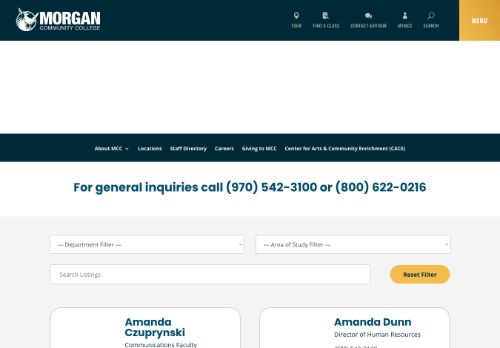 MORGAN
COMMUNITY COLLEGE
TOUR
FIND A CLASS
CONTACT ADVISOR
MYMCC
SEARCH
MENU
About MCC
Locations
Staff Directory
Careers
Giving to MCC
Center for Arts & Community Enrichment (CACE)
For general inquiries call (970) 542-3100 or (800) 622-0216
— Department Filter —
— Area of Study Filter —
Search Listings
Reset Filter
Amanda
Czuprynski
Communications Faculty
Amanda Dunn
Director of Human Resources